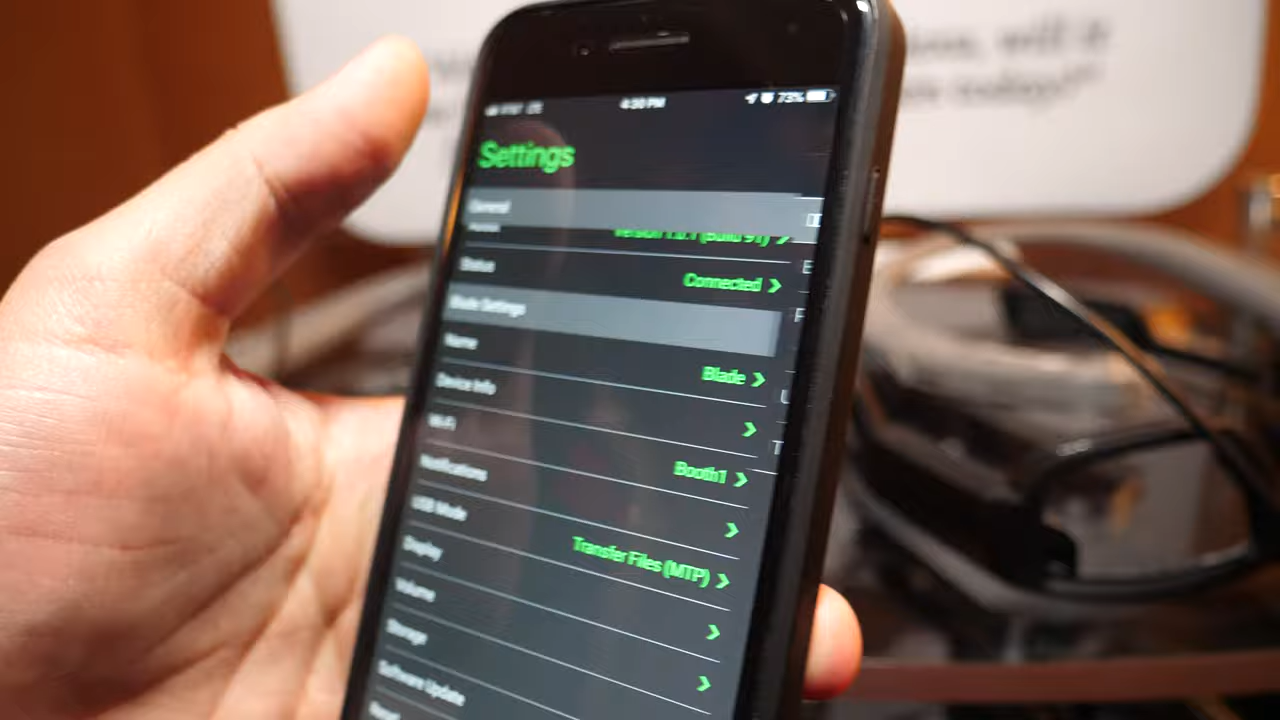 4:30 PM 73%
Settings
General
Version 1.0.1 (Build 91)
Status Connected
Blade Settings
Name Blade
Device Info
Wi-Fi Booth1
Notifications
USB Mode Transfer Files (MTP)
Display
Volume
Storage
Software Update